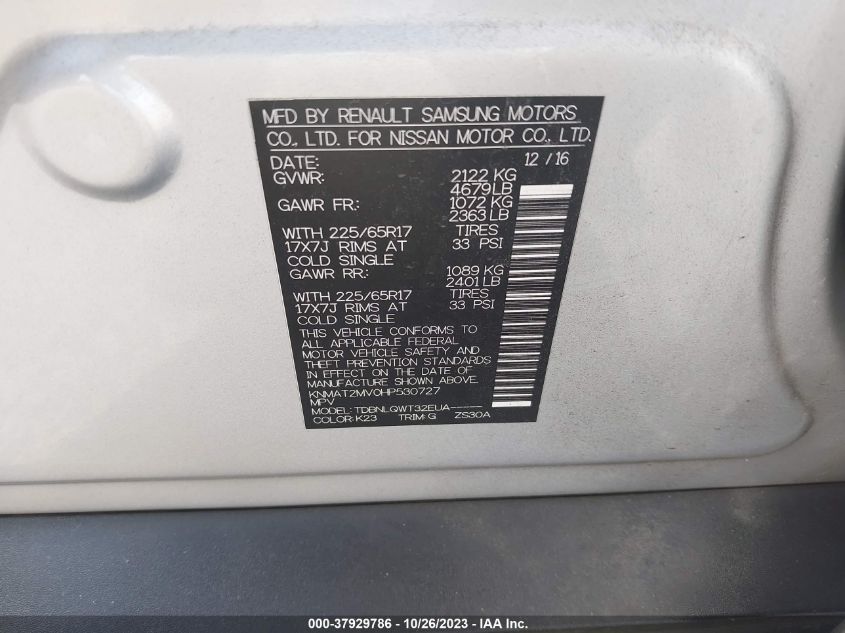 MFD BY RENAULT SAMSUNG MOTORS
CO., LTD. FOR NISSAN MOTOR CO., LTD.
DATE: 12 / 16
GVWR: 2122 KG
4679LB
GAWR FR: 1072 KG
2363 LB
WITH 225/65R17 TIRES
17X7J RIMS AT 33 PSI
COLD SINGLE
GAWR RR: 1089 KG
2401 LB
WITH 225/65R17 TIRES
17X7J RIMS AT 33 PSI
COLD SINGLE
THIS VEHICLE CONFORMS TO
ALL APPLICABLE FEDERAL
MOTOR VEHICLE SAFETY AND
THEFT PREVENTION STANDARDS
IN EFFECT ON THE DATE OF
MANUFACTURE SHOWN ABOVE.
KNMAT2MV0HP530727
MPV
MODEL: TDBNLQWT32EUA-----
COLOR:K23 TRIM:G ZS30A
000-37929786 - 10/26/2023 - IAA Inc.